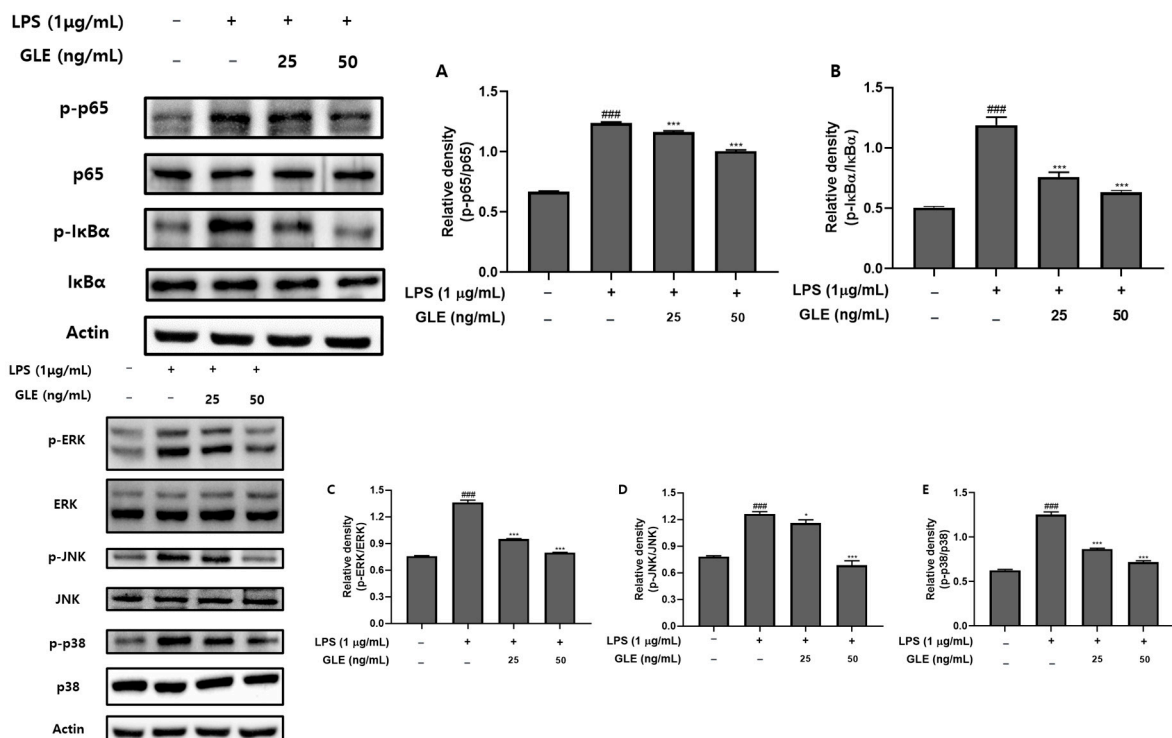 LPS (1μg/mL) – + + +
GLE (ng/mL) – – 25 50
p-p65
p65
p-IκBα
IκBα
Actin
A
Relative density
(p-p65/p65)
1.5
1.0
0.5
0.0
###
***
***
LPS (1 μg/mL) – + + +
GLE (ng/mL) – – 25 50
B
Relative density
(p-IκBα/IκBα)
1.5
1.0
0.5
0.0
###
***
***
LPS (1μg/mL) – + + +
GLE (ng/mL) – – 25 50
LPS (1μg/mL) – + + +
GLE (ng/mL) – – 25 50
p-ERK
ERK
p-JNK
JNK
p-p38
p38
Actin
C
Relative density
(p-ERK/ERK)
1.5
1.2
0.9
0.6
0.3
0.0
###
***
***
LPS (1 μg/mL) – + + +
GLE (ng/mL) – – 25 50
D
Relative density
(p-JNK/JNK)
1.5
1.2
0.9
0.6
0.3
0.0
###
*
***
LPS (1 μg/mL) – + + +
GLE (ng/mL) – – 25 50
E
Relative density
(p-p38/p38)
1.5
1.0
0.5
0.0
###
***
***
LPS (1 μg/mL) – + + +
GLE (ng/mL) – – 25 50